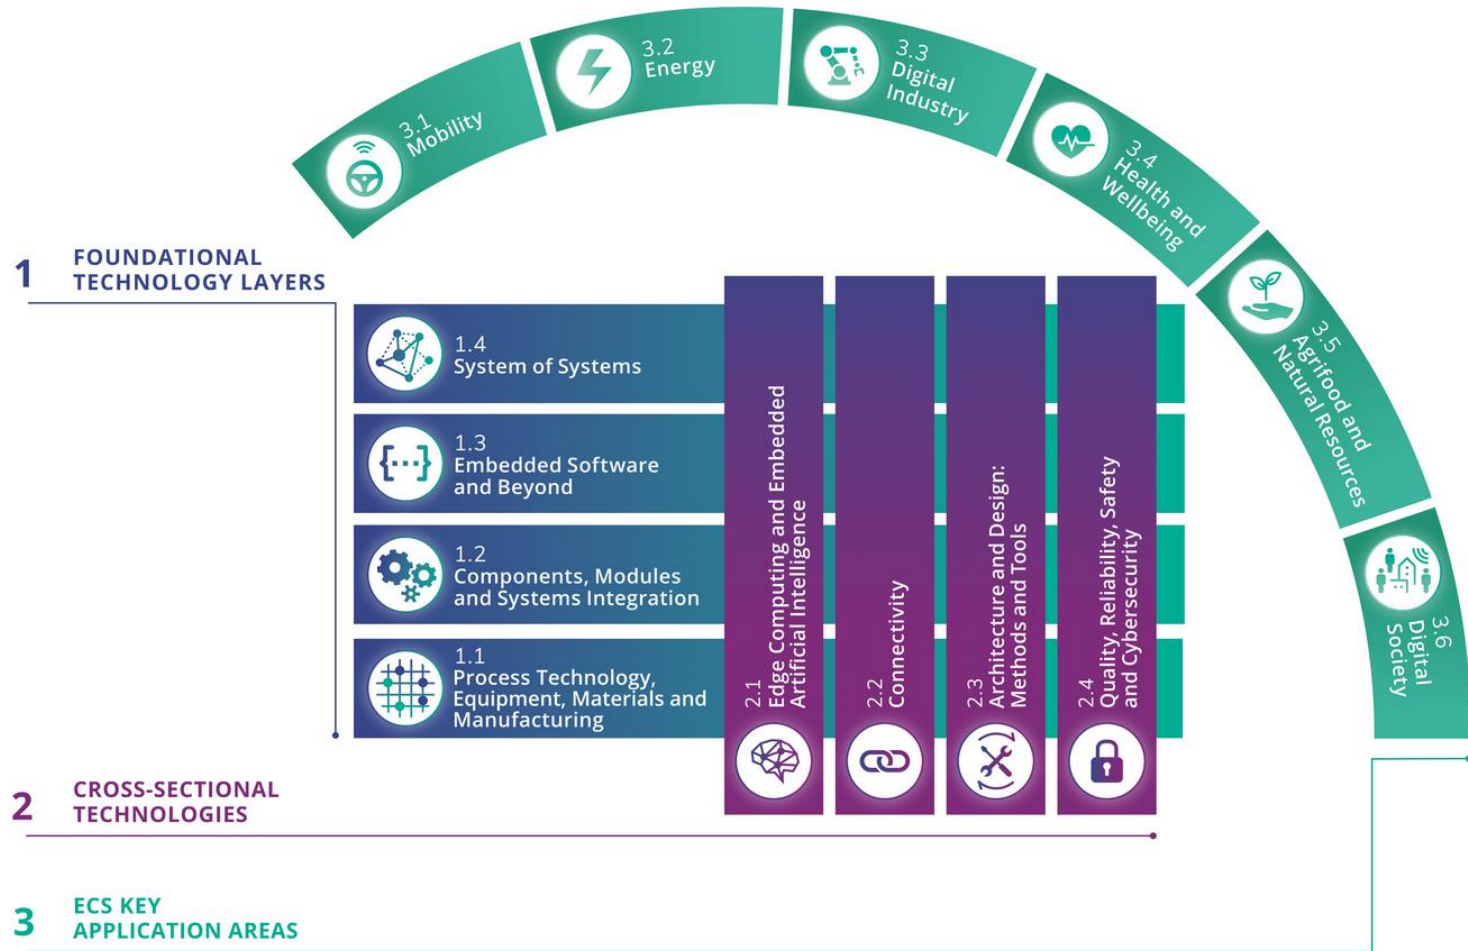 3.1
Mobility
3.2
Energy
3.3
Digital
Industry
3.4
Health and
Wellbeing
3.5
Agrifood and
Natural Resources
3.6
Digital
Society
1
FOUNDATIONAL
TECHNOLOGY LAYERS
1.4
System of Systems
1.3
Embedded Software
and Beyond
1.2
Components, Modules
and Systems Integration
1.1
Process Technology,
Equipment, Materials and
Manufacturing
2.1
Edge Computing and Embedded
Artificial Intelligence
2.2
Connectivity
2.3
Architecture and Design:
Methods and Tools
2.4
Quality, Reliability, Safety
and Cybersecurity
2
CROSS-SECTIONAL
TECHNOLOGIES
3
ECS KEY
APPLICATION AREAS